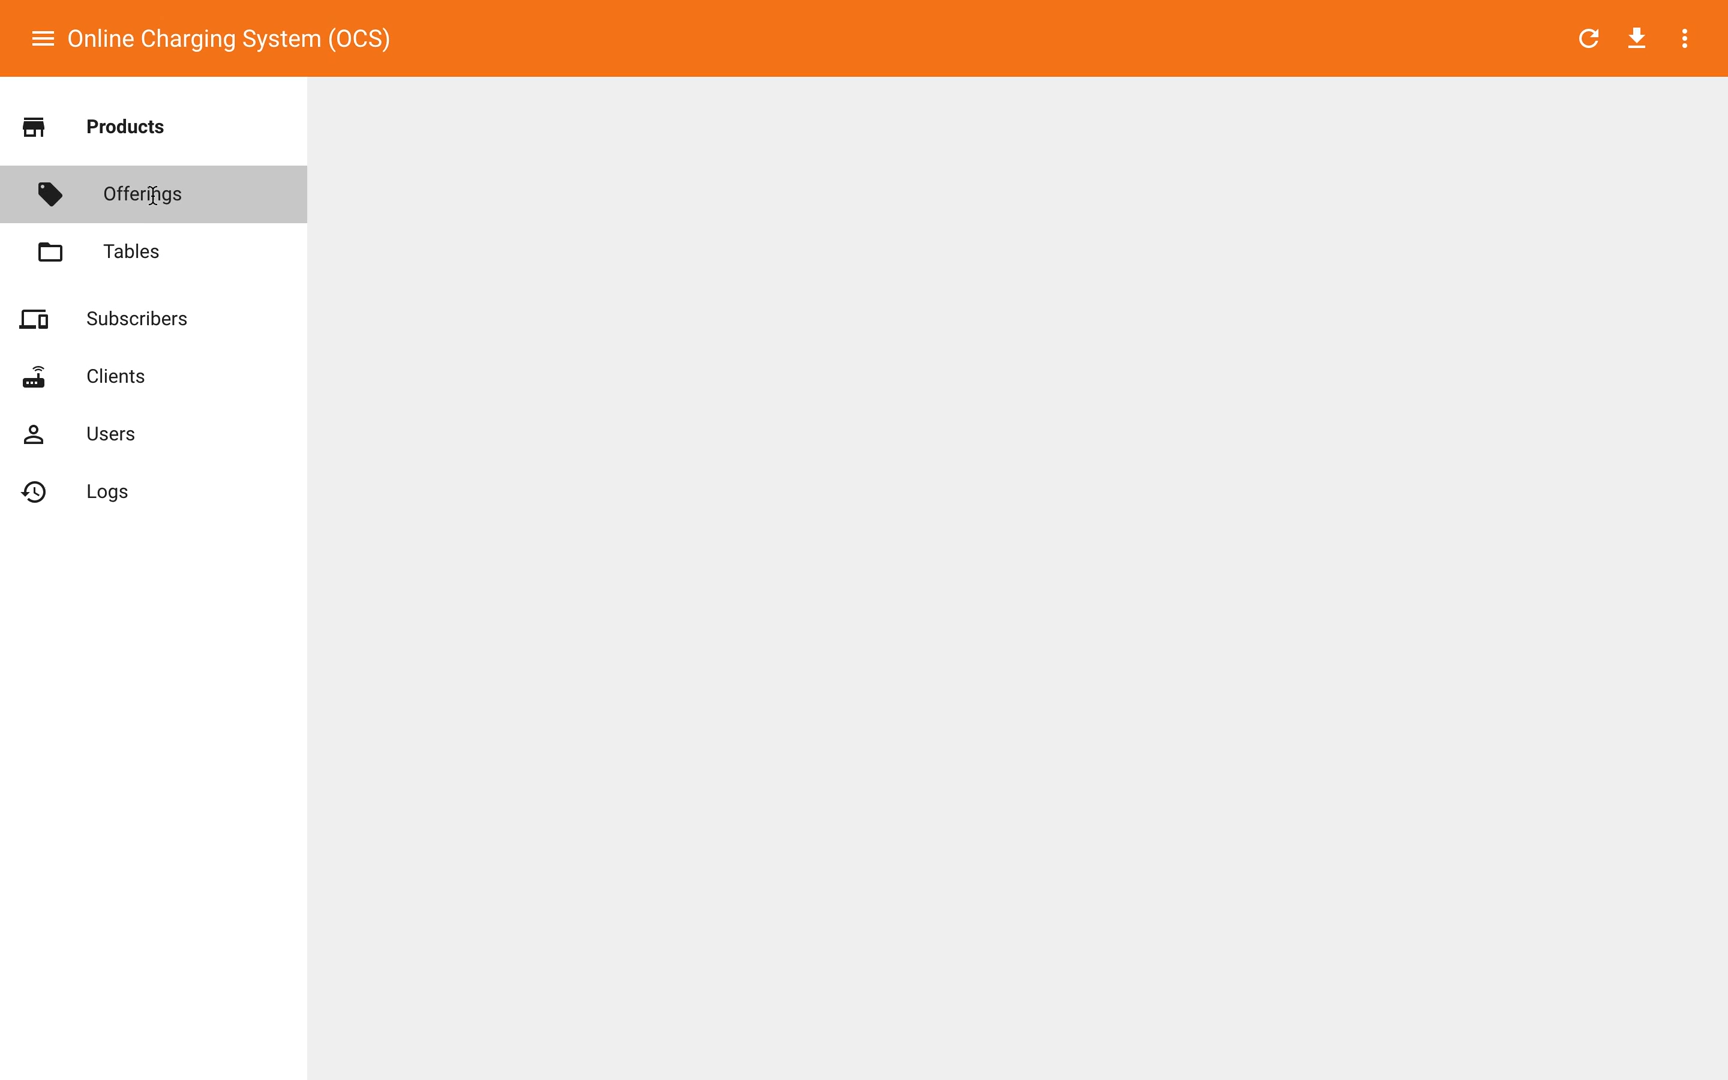 Online Charging System (OCS)
Products
Offerings
Tables
Subscribers
Clients
Users
Logs